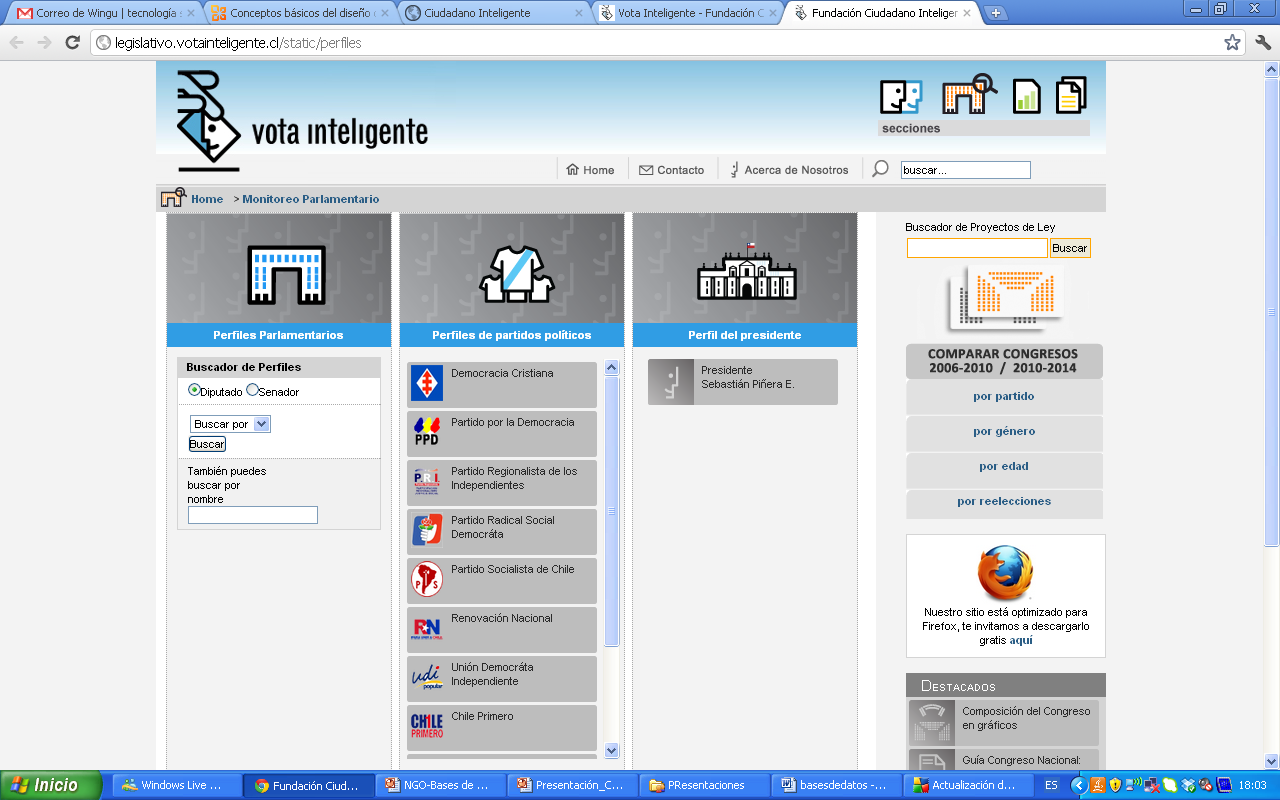 Correo de Wingu | tecnología
Conceptos básicos del diseño
Ciudadano Inteligente
Vota Inteligente - Fundación C
Fundación Ciudadano Inteliger
legislativo.votainteligente.cl/static/perfiles
vota inteligente
secciones
Home
Contacto
Acerca de Nosotros
buscar...
Home > Monitoreo Parlamentario
Perfiles Parlamentarios
Buscador de Perfiles
Diputado Senador
Buscar por
Buscar
También puedes
buscar por
nombre
Perfiles de partidos políticos
Democracia Cristiana
PPD
Partido por la Democracia
P.R.I.
Partido Regionalista de los
Independientes
Partido Radical Social
Demócráta
P S
Partido Socialista de Chile
RN
Renovación Nacional
udi
popular
Unión Demócráta
Independiente
CH1LE
PRIMERO
Chile Primero
Perfil del presidente
Presidente
Sebastián Piñera E.
Buscador de Proyectos de Ley
Buscar
COMPARAR CONGRESOS
2006-2010 / 2010-2014
por partido
por género
por edad
por reelecciones
Nuestro sitio está optimizado para
Firefox, te invitamos a descargarlo
gratis aquí
Destacados
Composición del Congreso
en gráficos
Guía Congreso Nacional:
Inicio
Windows Live ...
Fundación Ciud...
NGO-Bases de ...
Presentación_C...
PResentaciones
basesdedatos -...
Actualización d...
ES
18:03